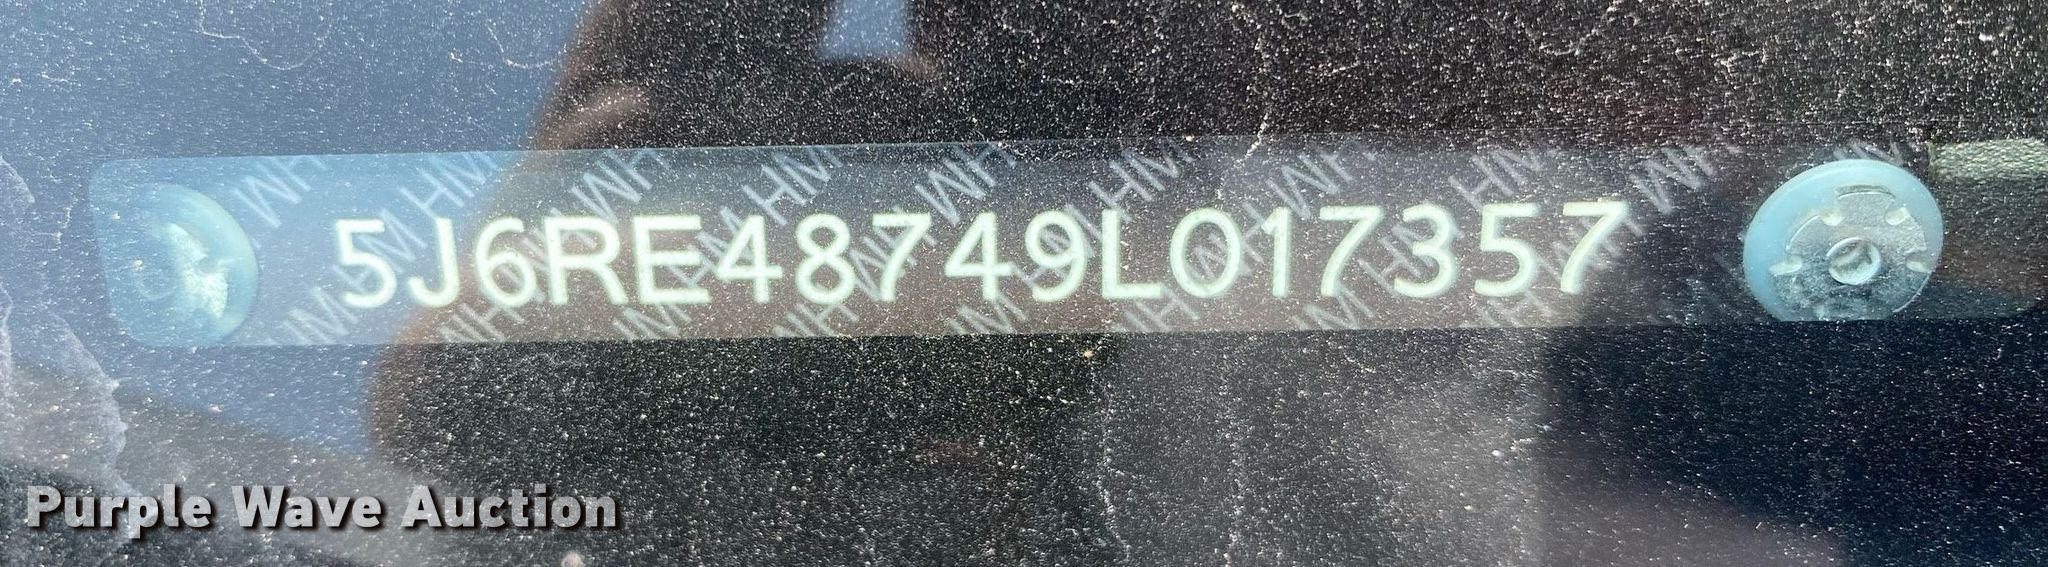 5J6RE48749L017357
Purple Wave Auction